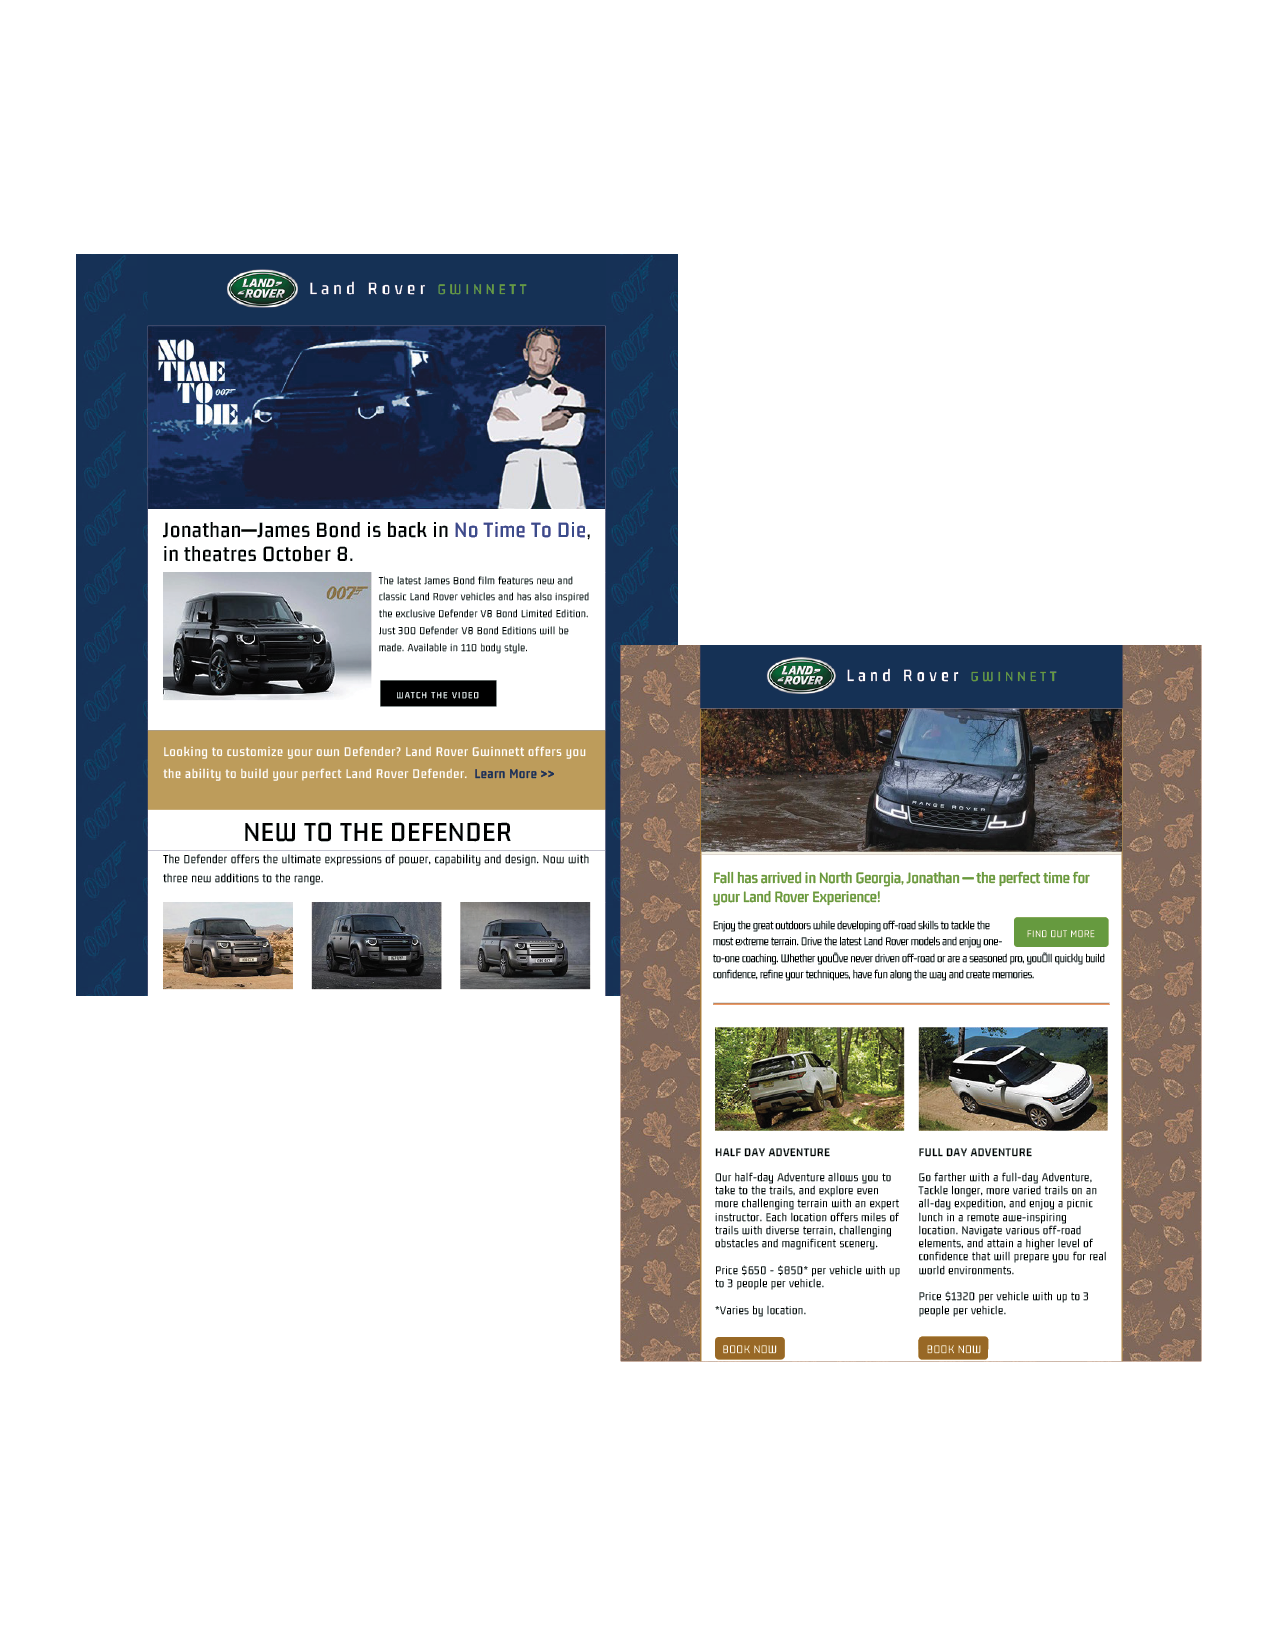 LAND-
-ROVER
Land Rover GWINNETT
NO
TIME
TO 007
DIE
Jonathan—James Bond is back in No Time To Die,
in theatres October 8.
007
The latest James Bond film features new and
classic Land Rover vehicles and has also inspired
the exclusive Defender V8 Bond Limited Edition.
Just 300 Defender V8 Bond Editions will be
made. Available in 110 body style.
WATCH THE VIDEO
Looking to customize your own Defender? Land Rover Gwinnett offers you
the ability to build your perfect Land Rover Defender. Learn More >>
NEW TO THE DEFENDER
The Defender offers the ultimate expressions of power, capability and design. Now with
three new additions to the range.
LAND-
-ROVER
Land Rover GWINNETT
RANGE ROVER
Fall has arrived in North Georgia, Jonathan — the perfect time for
your Land Rover Experience!
Enjoy the great outdoors while developing off-road skills to tackle the
most extreme terrain. Drive the latest Land Rover models and enjoy one-
to-one coaching. Whether youÕve never driven off-road or are a seasoned pro, youÕll quickly build
confidence, refine your techniques, have fun along the way and create memories.
FIND OUT MORE
HALF DAY ADVENTURE
Our half-day Adventure allows you to
take to the trails, and explore even
more challenging terrain with an expert
instructor. Each location offers miles of
trails with diverse terrain, challenging
obstacles and magnificent scenery.
Price $650 - $850* per vehicle with up
to 3 people per vehicle.
*Varies by location.
BOOK NOW
FULL DAY ADVENTURE
Go farther with a full-day Adventure,
Tackle longer, more varied trails on an
all-day expedition, and enjoy a picnic
lunch in a remote awe-inspiring
location. Navigate various off-road
elements, and attain a higher level of
confidence that will prepare you for real
world environments.
Price $1320 per vehicle with up to 3
people per vehicle.
BOOK NOW